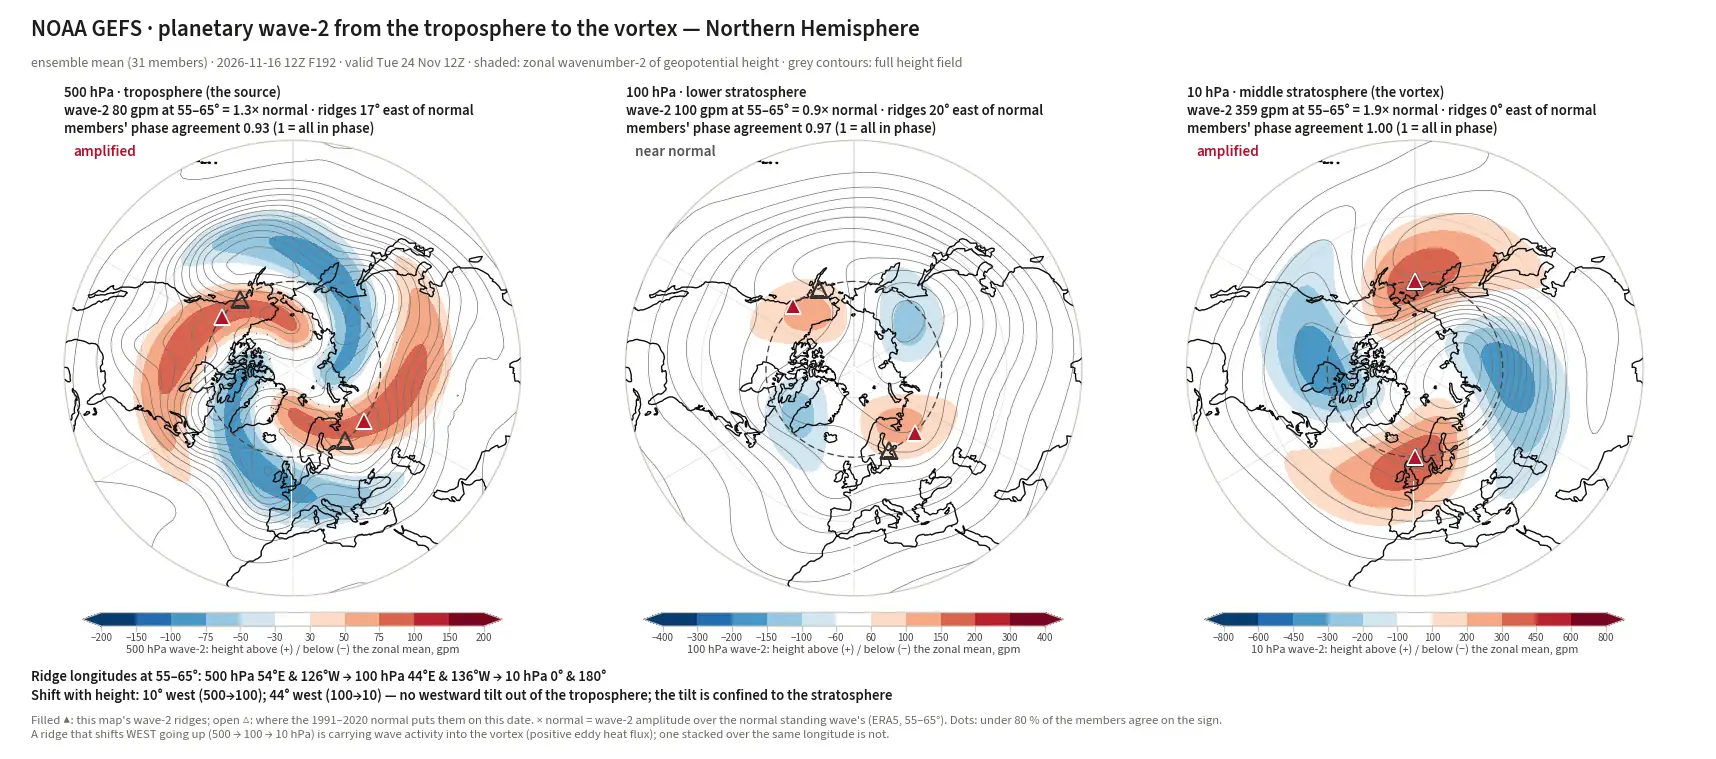 NOAA GEFS · planetary wave-2 from the troposphere to the vortex — Northern Hemisphere
ensemble mean (31 members) · 2026-11-16 12Z F192 · valid Tue 24 Nov 12Z · shaded: zonal wavenumber-2 of geopotential height · grey contours: full height field
500 hPa · troposphere (the source)
wave-2 80 gpm at 55–65° = 1.3× normal · ridges 17° east of normal
members' phase agreement 0.93 (1 = all in phase)
amplified
100 hPa · lower stratosphere
wave-2 100 gpm at 55–65° = 0.9× normal · ridges 20° east of normal
members' phase agreement 0.97 (1 = all in phase)
near normal
10 hPa · middle stratosphere (the vortex)
wave-2 359 gpm at 55–65° = 1.9× normal · ridges 0° east of normal
members' phase agreement 1.00 (1 = all in phase)
amplified
−200 −150 −100 −75 −50 −30 30 50 75 100 150 200
500 hPa wave-2: height above (+) / below (−) the zonal mean, gpm
−400 −300 −200 −150 −100 −60 60 100 150 200 300 400
100 hPa wave-2: height above (+) / below (−) the zonal mean, gpm
−800 −600 −450 −300 −200 −100 100 200 300 450 600 800
10 hPa wave-2: height above (+) / below (−) the zonal mean, gpm
Ridge longitudes at 55–65°: 500 hPa 54°E & 126°W → 100 hPa 44°E & 136°W → 10 hPa 0° & 180°
Shift with height: 10° west (500→100); 44° west (100→10) — no westward tilt out of the troposphere; the tilt is confined to the stratosphere
Filled ▲: this map's wave-2 ridges; open △: where the 1991–2020 normal puts them on this date. × normal = wave-2 amplitude over the normal standing wave's (ERA5, 55–65°). Dots: under 80 % of the members agree on the sign.
A ridge that shifts WEST going up (500 → 100 → 10 hPa) is carrying wave activity into the vortex (positive eddy heat flux); one stacked over the same longitude is not.